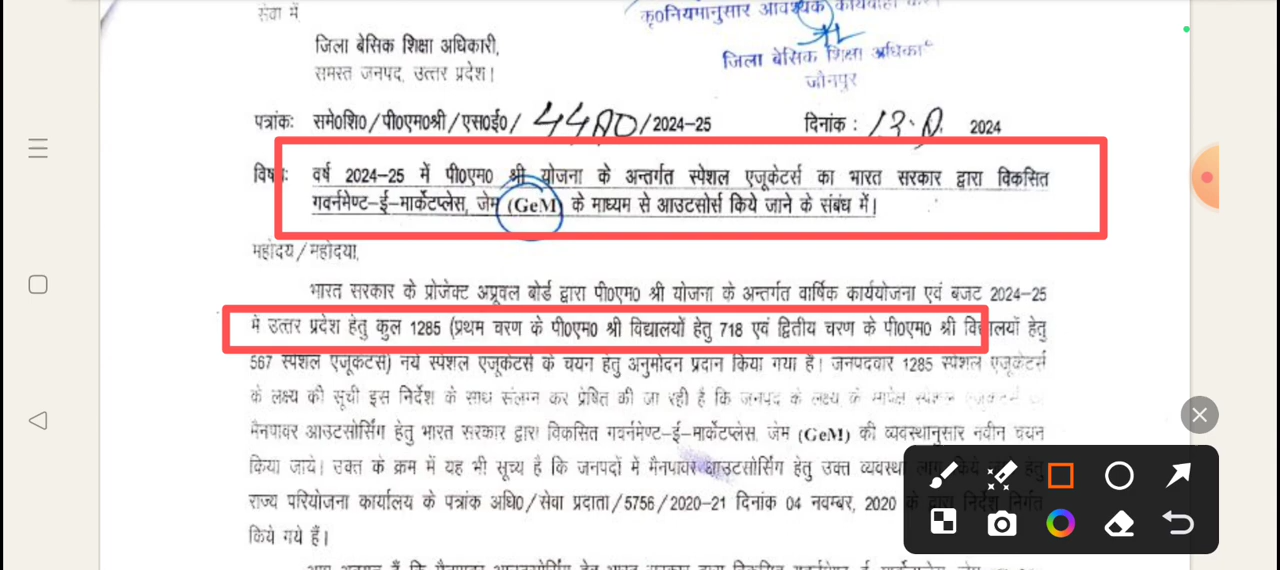 सेवा में,
कृ०नियमानुसार आवश्यक कार्यवाही
जिला बेसिक शिक्षा अधिकारी,
समस्त जनपद, उत्तर प्रदेश।
जिला बेसिक शिक्षा
जौनपुर
पत्रांक: समे०शि०/पी०एम०श्री/एस०ई०/ /2024-25 दिनांक : 2024
विषय: वर्ष 2024-25 में पी०एम० श्री योजना के अन्तर्गत स्पेशल एजूकेटर्स का भारत सरकार द्वारा विकसित
गवर्नमेण्ट-ई-मार्केटप्लेस, जेम (GeM) के माध्यम से आउटसोर्स किये जाने के संबंध में।
महोदय/महोदया,
भारत सरकार के प्रोजेक्ट अप्रूवल बोर्ड द्वारा पी०एम० श्री योजना के अन्तर्गत वार्षिक कार्ययोजना एवं बजट 2024-25
में उत्तर प्रदेश हेतु कुल 1285 (प्रथम चरण के पी०एम० श्री विद्यालयों हेतु 718 एवं द्वितीय चरण के पी०एम० श्री विद्यालयों हेतु
567 स्पेशल एजूकेटर्स) नये स्पेशल एजूकेटर्स के चयन हेतु अनुमोदन प्रदान किया गया है। जनपदवार 1285 स्पेशल एजूकेटर्स
के लक्ष्य की सूची इस निर्देश के साथ संलग्न कर प्रेषित की जा रही है कि जनपद के लक्ष्य के सापेक्ष स्पेशल एजूकेटर्स
मैनपावर आउटसोर्सिंग हेतु भारत सरकार द्वारा विकसित गवर्नमेण्ट-ई-मार्केटप्लेस, जेम (GeM) की व्यवस्थानुसार नवीन चयन
किया जाये। उक्त के क्रम में यह भी सूच्य है कि जनपदों में मैनपावर आउटसोर्सिंग हेतु उक्त व्यवस्था लागू किये जाने हेतु
राज्य परियोजना कार्यालय के पत्रांक अधि०/सेवा प्रदाता/5756/2020-21 दिनांक 04 नवम्बर, 2020 के द्वारा निर्देश निर्गत
किये गये हैं।